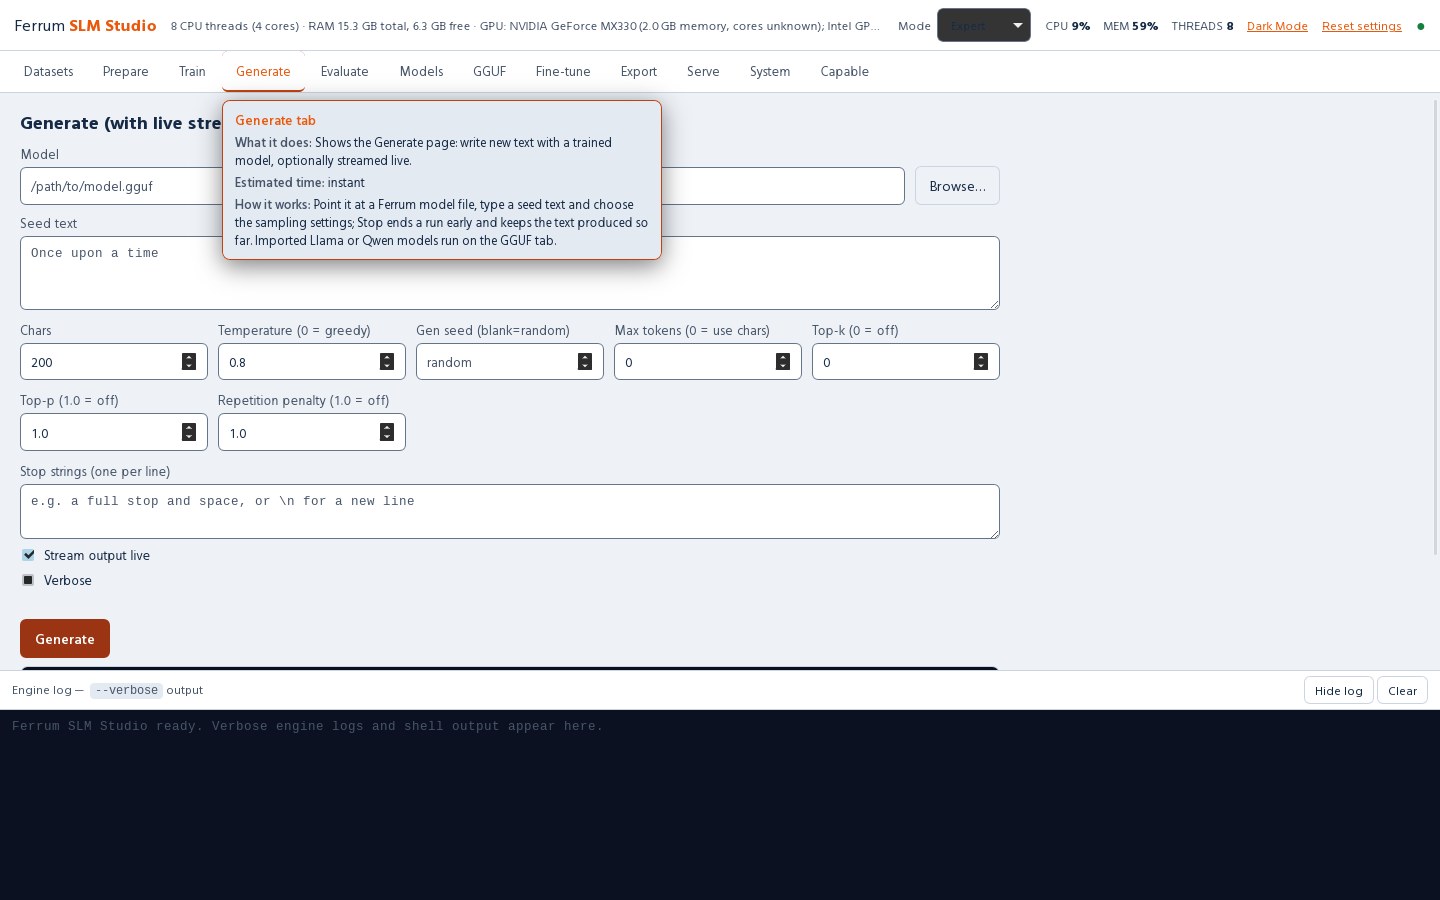 Ferrum SLM Studio
8 CPU threads (4 cores) · RAM 15.3 GB total, 6.3 GB free · GPU: NVIDIA GeForce MX330 (2.0 GB memory, cores unknown); Intel GP…
Mode
Expert
CPU 9%
MEM 59%
THREADS 8
Dark Mode
Reset settings
Datasets
Prepare
Train
Generate
Evaluate
Models
GGUF
Fine-tune
Export
Serve
System
Capable
Generate (with live stre
Generate tab
What it does: Shows the Generate page: write new text with a trained
model, optionally streamed live.
Estimated time: instant
How it works: Point it at a Ferrum model file, type a seed text and choose
the sampling settings; Stop ends a run early and keeps the text produced so
far. Imported Llama or Qwen models run on the GGUF tab.
Model
/path/to/model.gguf
Browse…
Seed text
Once upon a time
Chars
Temperature (0 = greedy)
Gen seed (blank=random)
Max tokens (0 = use chars)
Top-k (0 = off)
200
0.8
random
0
0
Top-p (1.0 = off)
Repetition penalty (1.0 = off)
1.0
1.0
Stop strings (one per line)
e.g. a full stop and space, or \n for a new line
Stream output live
Verbose
Generate
Engine log — --verbose output
Hide log
Clear
Ferrum SLM Studio ready. Verbose engine logs and shell output appear here.